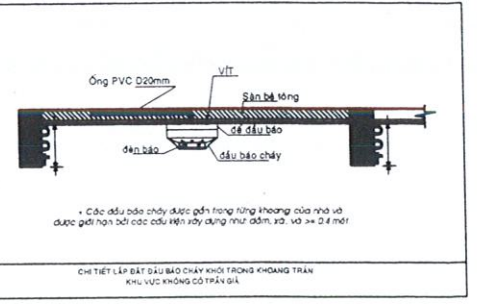 VÍT
Ống PVC D20mm
Sàn bê tông
đế đầu báo
đèn báo
đầu báo cháy
• Các đầu báo cháy được gắn trong từng khoang của nhà và
được giới hạn bởi các cấu kiện xây dựng như: dầm, xà.. và >= 0.4 mét
CHI TIẾT LẮP ĐẶT ĐẦU BÁO CHÁY KHÓI TRONG KHOANG TRẦN
KHU VỰC KHÔNG CÓ TRẦN GIẢ